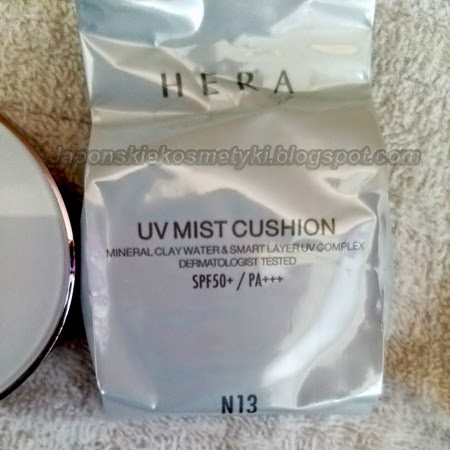 HERA
Japonskiekosmetyki.blogspot.com
UV MIST CUSHION
MINERAL CLAY WATER & SMART LAYER UV COMPLEX
DERMATOLOGIST TESTED
SPF50+ / PA+++
N13